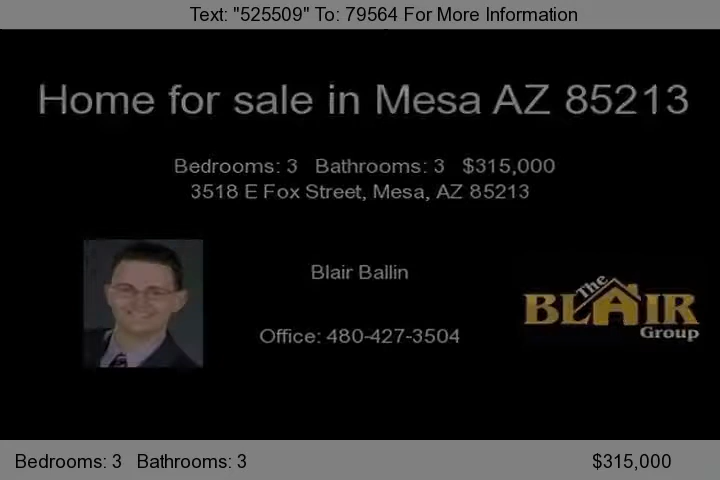 Text: "525509" To: 79564 For More Information
Home for sale in Mesa AZ 85213
Bedrooms: 3 Bathrooms: 3 $315,000
3518 E Fox Street, Mesa, AZ 85213
Blair Ballin
Office: 480-427-3504
The
BLAIR
Group
Bedrooms: 3 Bathrooms: 3 $315,000